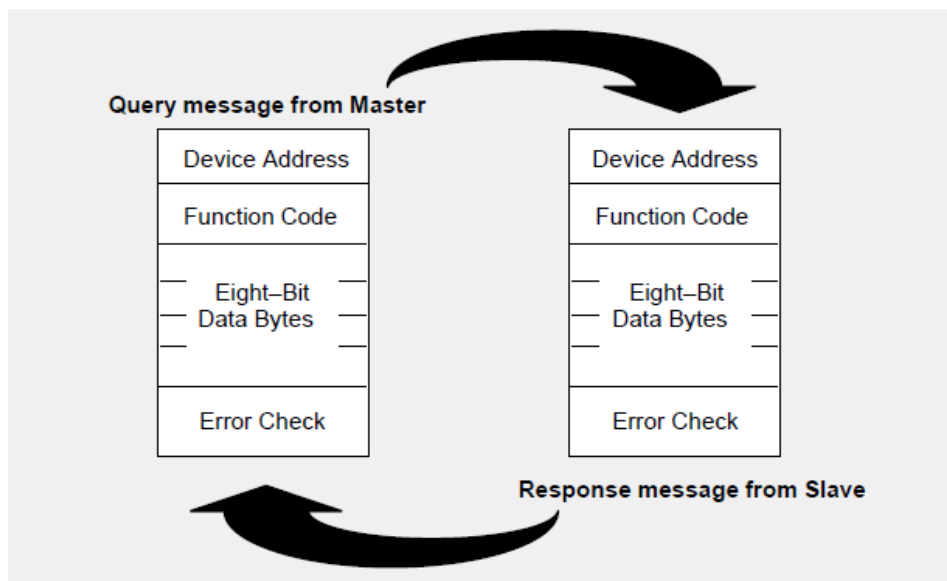 Query message from Master
Device Address
Function Code
Eight–Bit
Data Bytes
Error Check
Device Address
Function Code
Eight–Bit
Data Bytes
Error Check
Response message from Slave